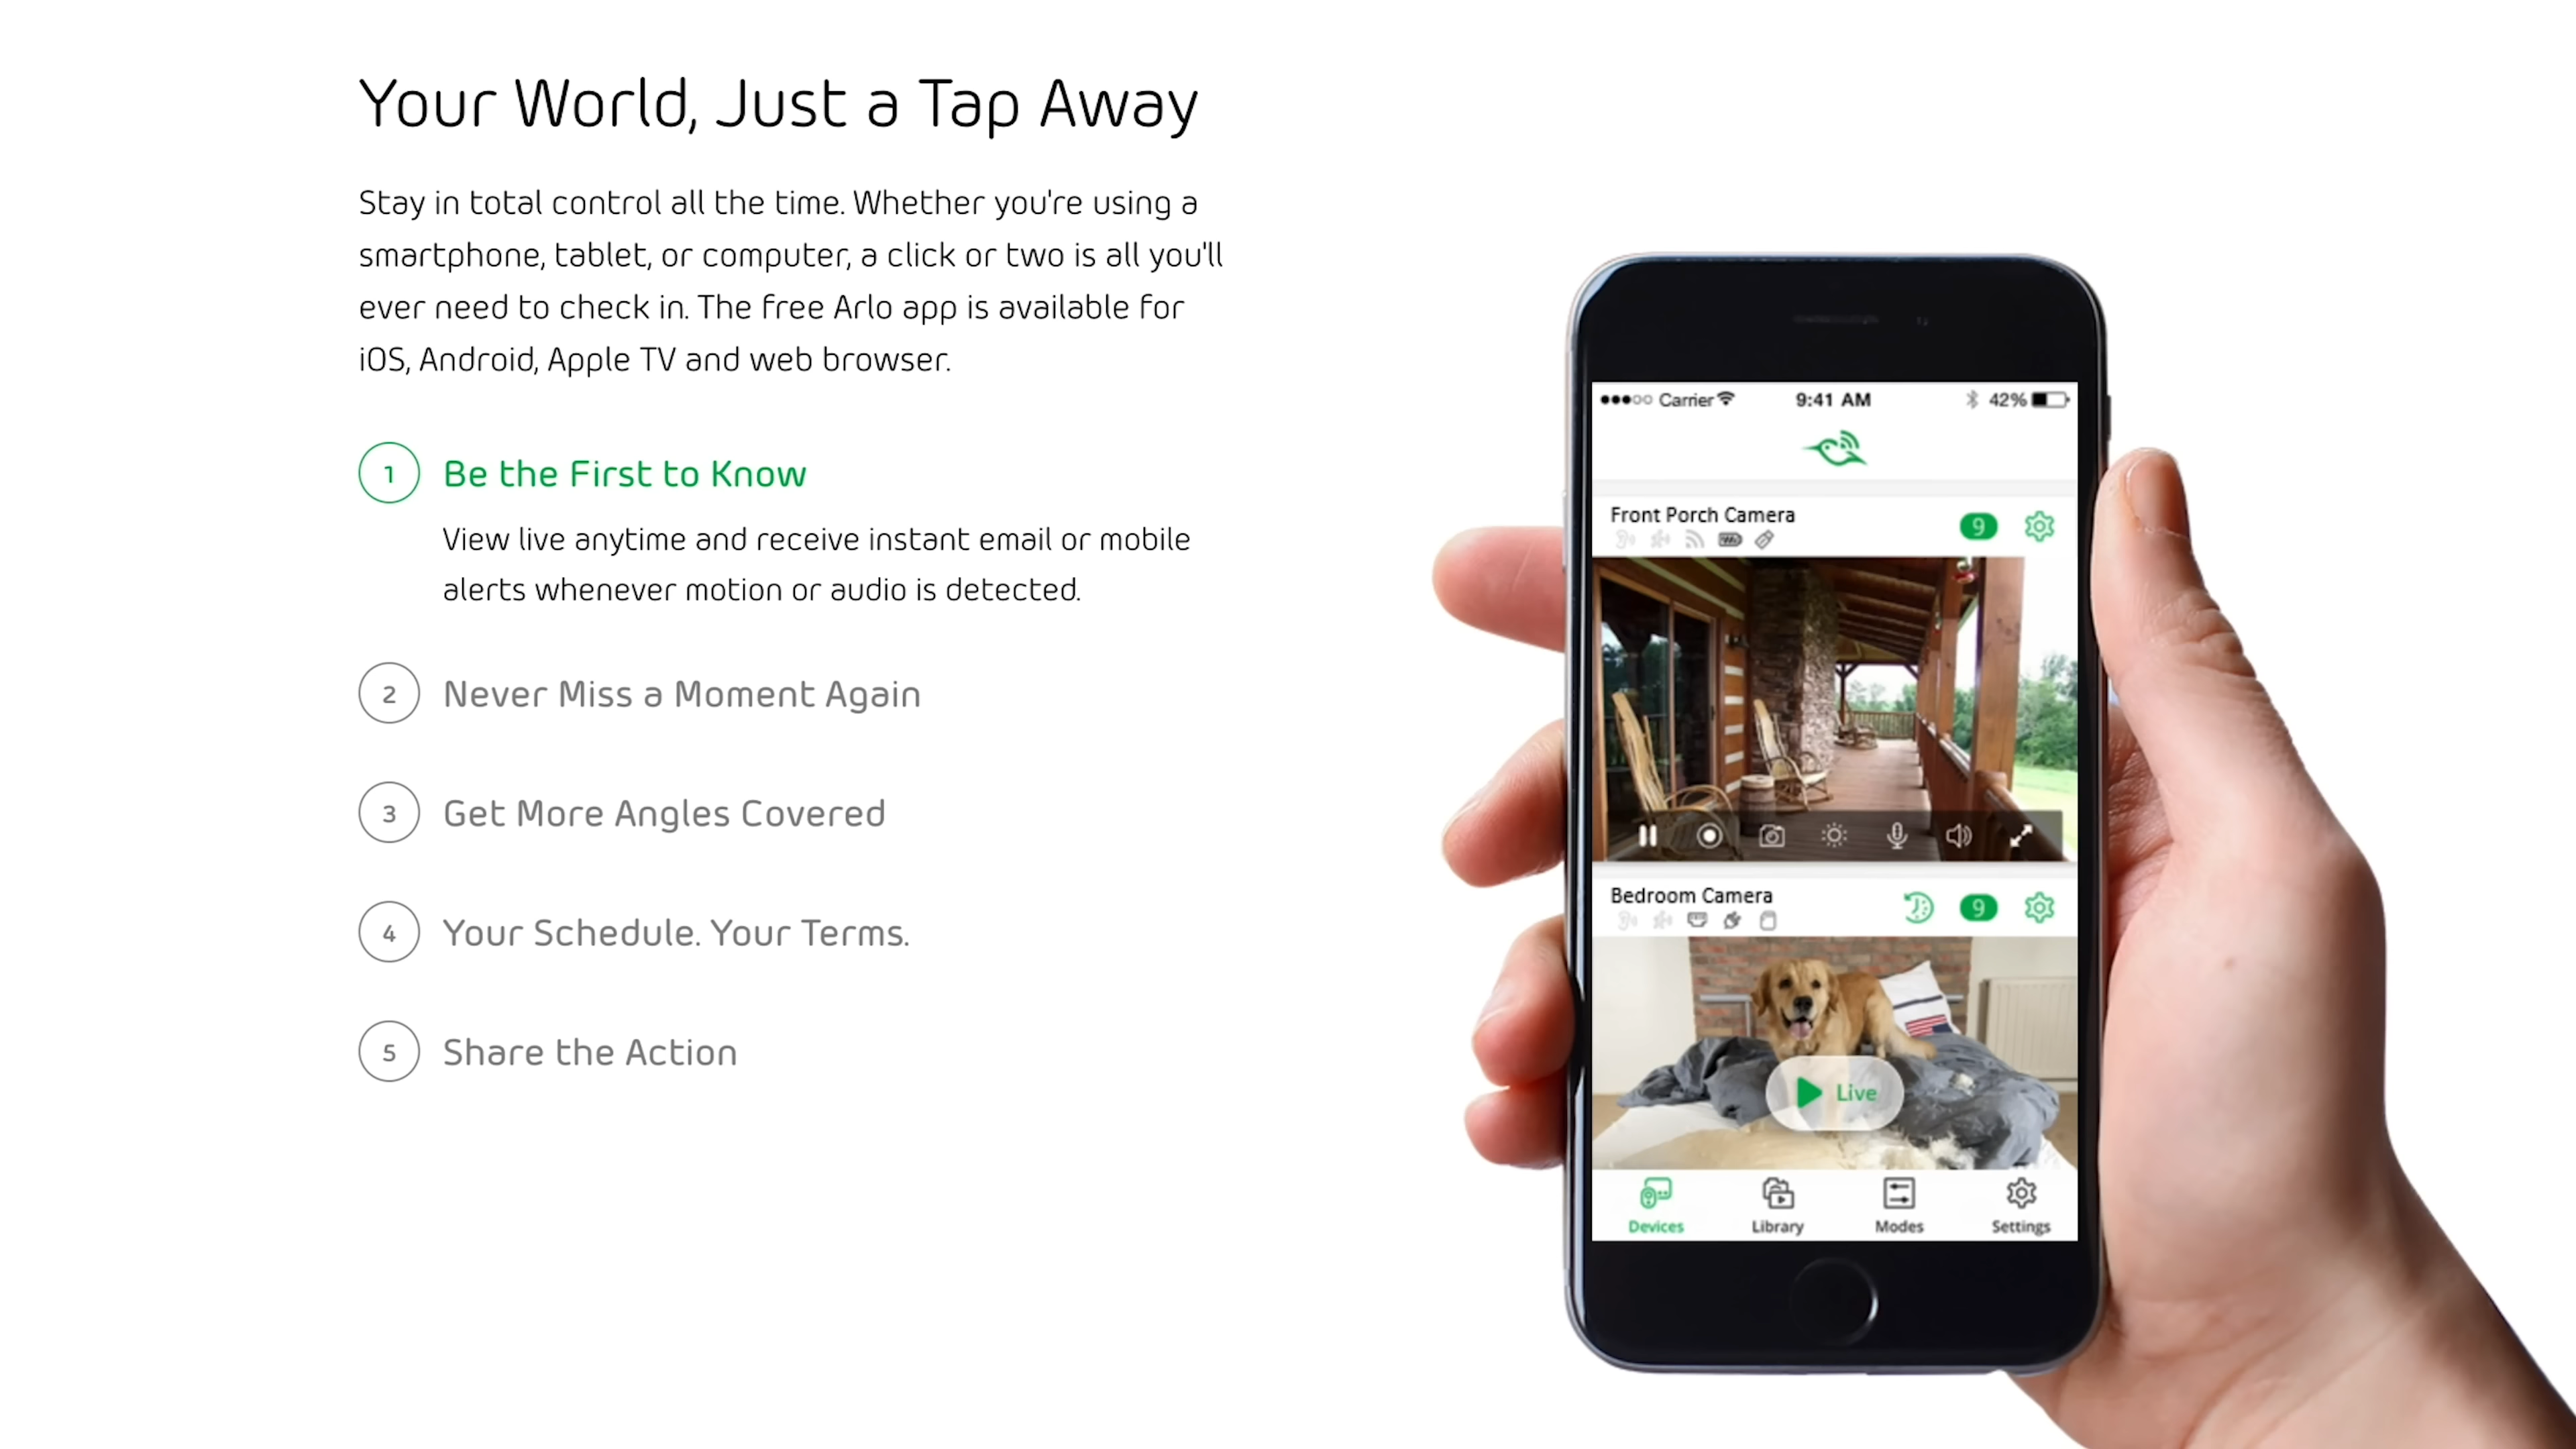 Your World, Just a Tap Away
Stay in total control all the time. Whether you're using a
smartphone, tablet, or computer, a click or two is all you'll
ever need to check in. The free Arlo app is available for
iOS, Android, Apple TV and web browser.
1 Be the First to Know
View live anytime and receive instant email or mobile
alerts whenever motion or audio is detected.
2 Never Miss a Moment Again
3 Get More Angles Covered
4 Your Schedule. Your Terms.
5 Share the Action
Carrier 9:41 AM 42%
Front Porch Camera 9
Bedroom Camera 9
Live
Devices Library Modes Settings